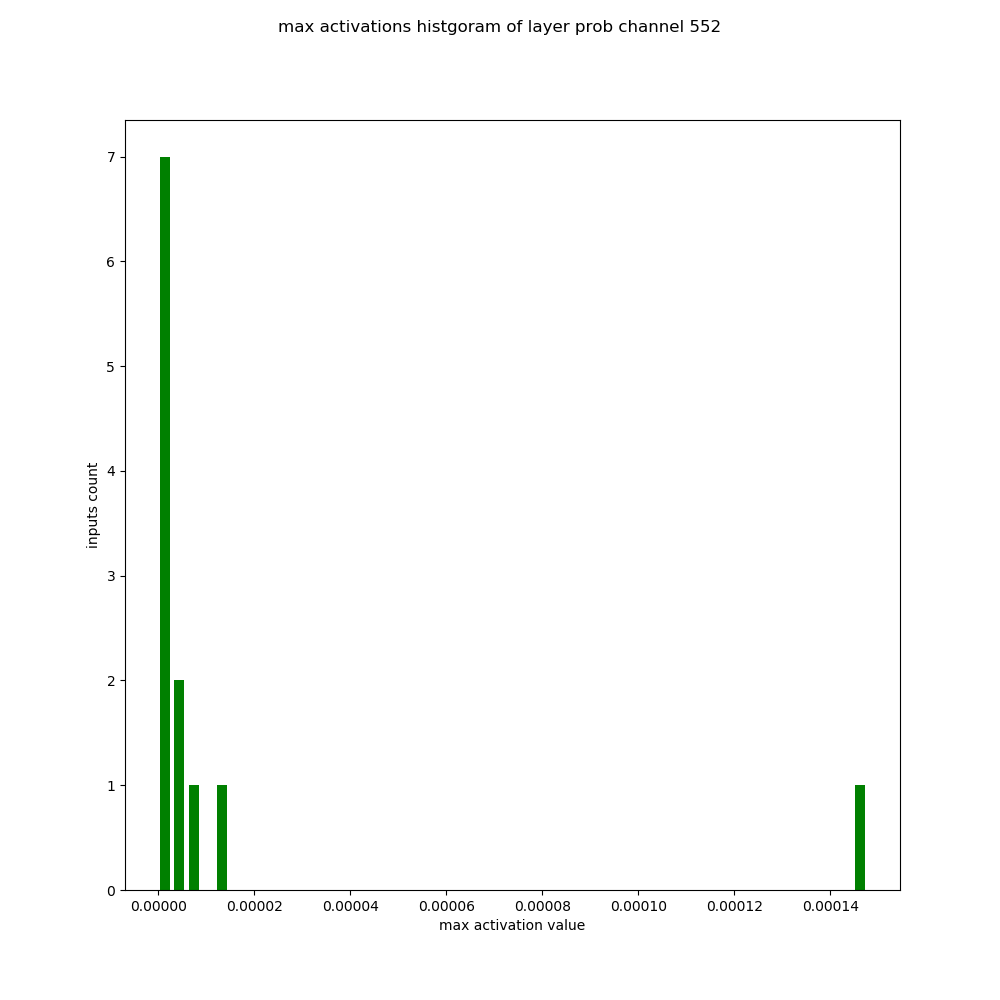 max activations histgoram of layer prob channel 552
7
6
5
4
3
2
1
0
inputs count
0.00000 0.00002 0.00004 0.00006 0.00008 0.00010 0.00012 0.00014
max activation value